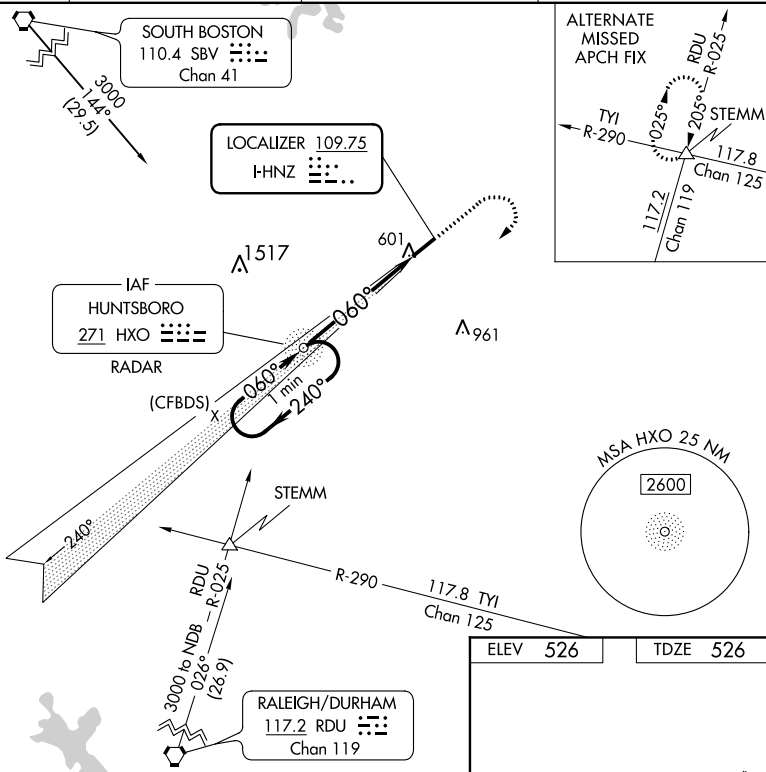 SOUTH BOSTON
110.4 SBV
Chan 41
3000
144°
(29.5)
ALTERNATE
MISSED
APCH FIX
RDU
R-025
025°
205°
STEMM
TYI
R-290
117.8
Chan 125
117.2
Chan 119
LOCALIZER 109.75
I-HNZ
1517
601
IAF
HUNTSBORO
271 HXO
RADAR
060°
961
060°
1 min
240°
(CFBDS)
X
240°
MSA HXO 25 NM
2600
STEMM
RDU
R-025
R-290
117.8 TYI
Chan 125
3000 to NDB
026°
(26.9)
RALEIGH/DURHAM
117.2 RDU
Chan 119
ELEV 526
TDZE 526